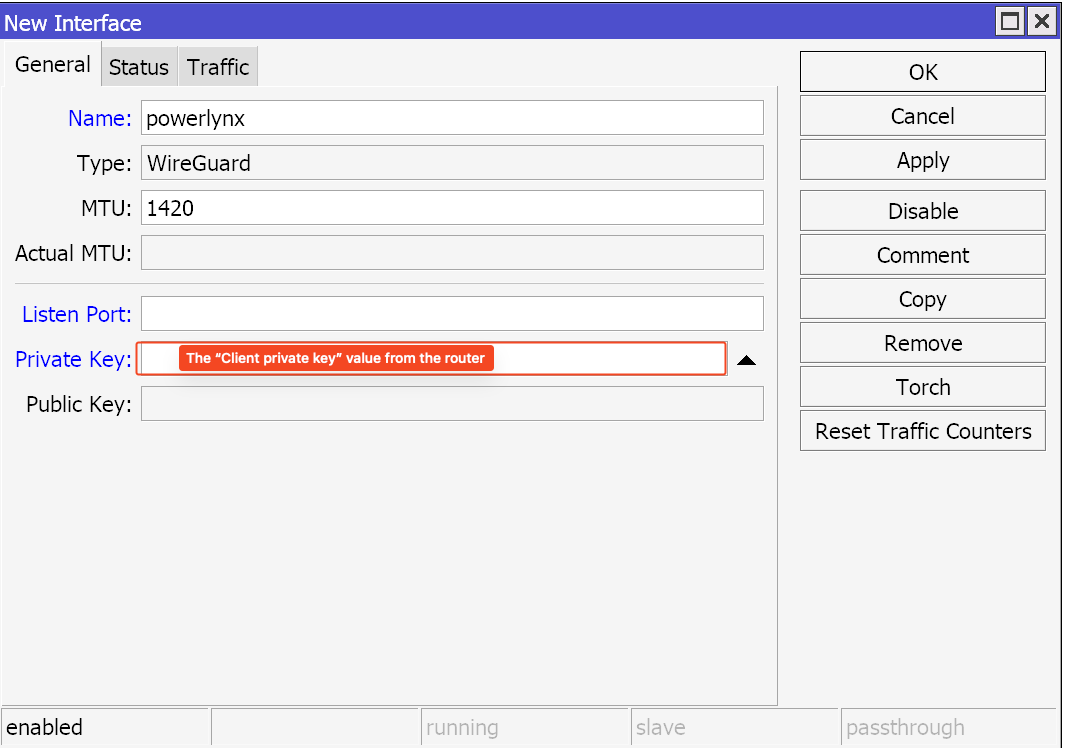 New Interface
General
Status
Traffic
Name: powerlynx
Type: WireGuard
MTU: 1420
Actual MTU:
Listen Port:
Private Key: The “Client private key” value from the router
Public Key:
OK
Cancel
Apply
Disable
Comment
Copy
Remove
Torch
Reset Traffic Counters
enabled
running
slave
passthrough